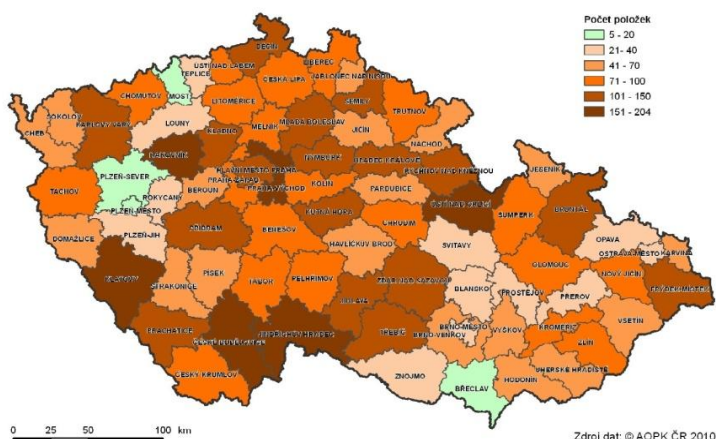 Počet položek
5 - 20
21- 40
41 - 70
71 - 100
101 - 150
151 - 204
DĚČÍN
ÚSTÍ NAD LABEM
TEPLICE
LIBEREC
JABLONEC NAD NISOU
ČESKÁ LÍPA
SEMILY
MOST
CHOMUTOV
LITOMĚŘICE
TRUTNOV
SOKOLOV
KARLOVY VARY
LOUNY
MĚLNÍK
MLADÁ BOLESLAV
JIČÍN
NÁCHOD
CHEB
KLADNO
RAKOVNÍK
HLAVNÍ MĚSTO PRAHA
NYMBURK
HRADEC KRÁLOVÉ
RYCHNOV NAD KNĚŽNOU
JESENÍK
PLZEŇ-SEVER
PRAHA-ZÁPAD
PRAHA-VÝCHOD
KOLÍN
PARDUBICE
TACHOV
ROKYCANY
BEROUN
ÚSTÍ NAD ORLICÍ
ŠUMPERK
BRUNTÁL
PLZEŇ-MĚSTO
KUTNÁ HORA
CHRUDIM
DOMAŽLICE
PLZEŇ-JIH
PŘÍBRAM
BENEŠOV
HAVLÍČKŮV BROD
SVITAVY
OPAVA
OSTRAVA-MĚSTO
KARVINÁ
OLOMOUC
NOVÝ JIČÍN
FRÝDEK-MÍSTEK
KLATOVY
STRAKONICE
PÍSEK
TÁBOR
PELHŘIMOV
ŽĎÁR NAD SÁZAVOU
BLANSKO
PROSTĚJOV
PŘEROV
JIHLAVA
VSETÍN
PRACHATICE
ČESKÉ BUDĚJOVICE
JINDŘICHŮV HRADEC
TŘEBÍČ
BRNO-MĚSTO
BRNO-VENKOV
VYŠKOV
KROMĚŘÍŽ
ZLÍN
ČESKÝ KRUMLOV
ZNOJMO
BŘECLAV
HODONÍN
UHERSKÉ HRADIŠTĚ
0 25 50 100 km
Zdroj dat: © AOPK ČR 2010